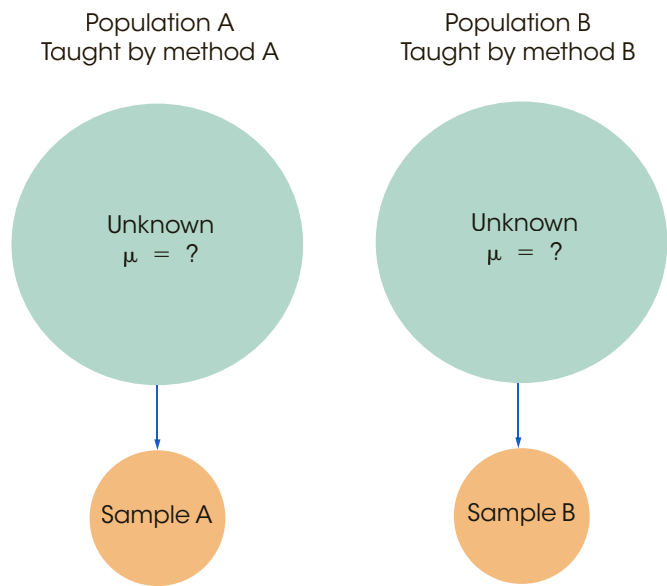 Population A
Taught by method A
Population B
Taught by method B
Unknown
μ = ?
Unknown
μ = ?
Sample A
Sample B